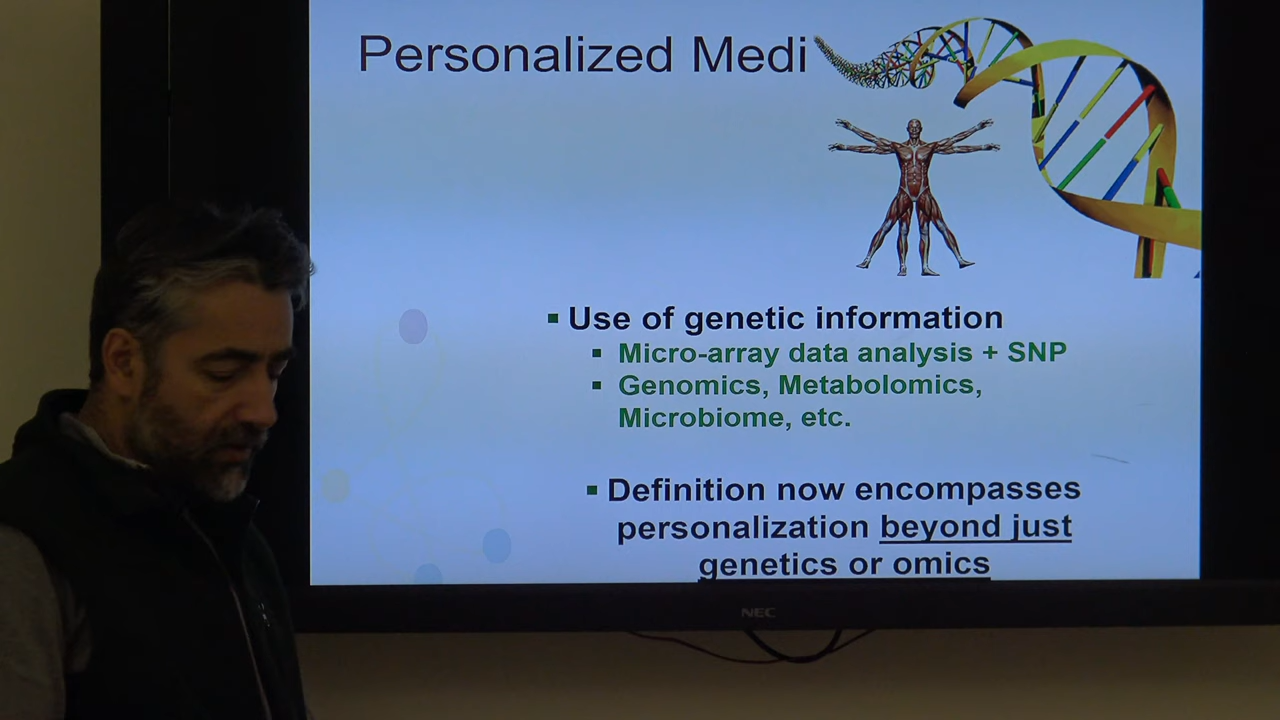 Personalized Medi
Use of genetic information
Micro-array data analysis + SNP
Genomics, Metabolomics,
Microbiome, etc.
Definition now encompasses
personalization beyond just
genetics or omics
NEC